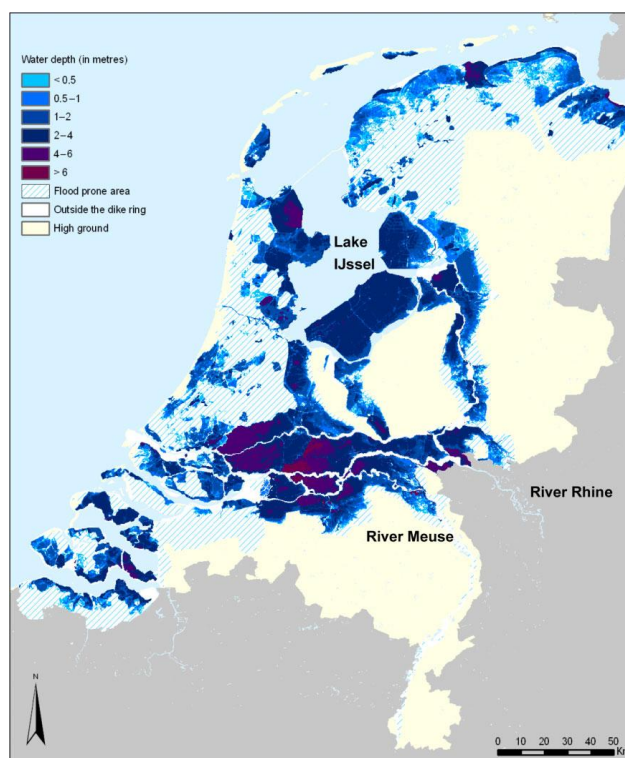 Water depth (in metres)
< 0.5
0.5–1
1–2
2–4
4–6
> 6
Flood prone area
Outside the dike ring
High ground
Lake
IJssel
River Rhine
River Meuse
N
0 10 20 30 40 50
Km